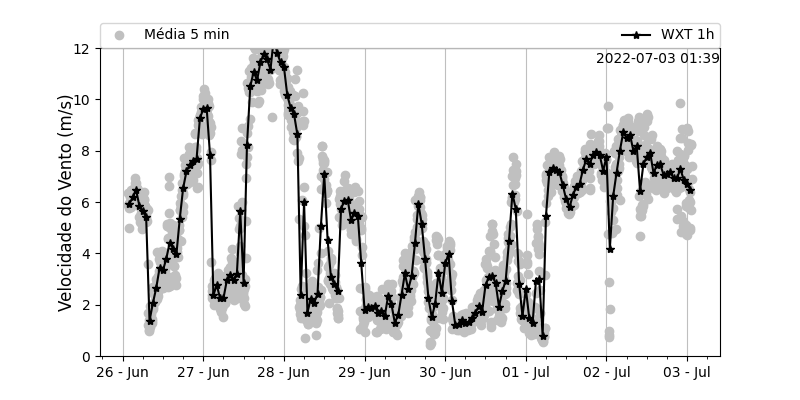 Média 5 min
WXT 1h
2022-07-03 01:39
Velocidade do Vento (m/s)
12
10
8
6
4
2
0
26 - Jun
27 - Jun
28 - Jun
29 - Jun
30 - Jun
01 - Jul
02 - Jul
03 - Jul